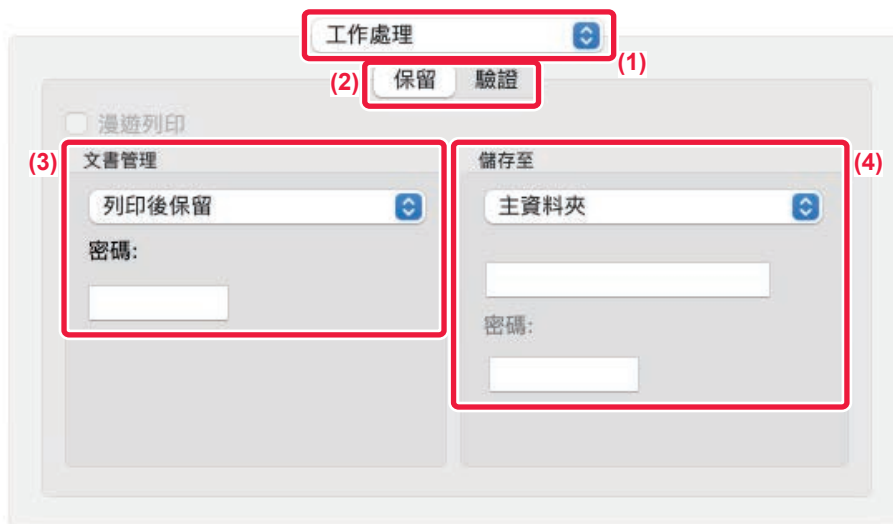 工作處理
(1)
(2)
保留
驗證
漫遊列印
(3)
文書管理
列印後保留
密碼:
儲存至
(4)
主資料夾
密碼: